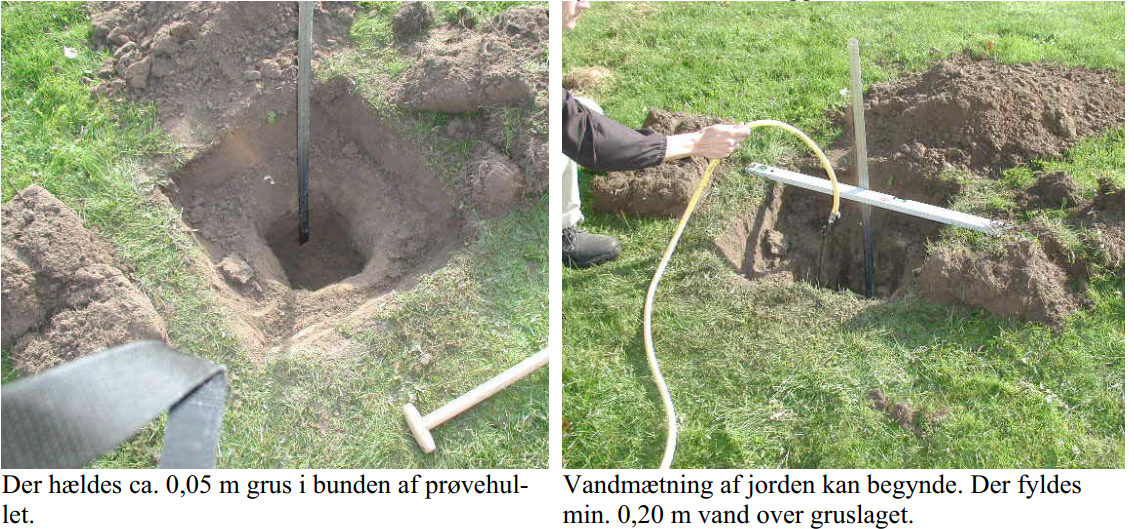 Der hældes ca. 0,05 m grus i bunden af prøvehul-
let.
Vandmætning af jorden kan begynde. Der fyldes
min. 0,20 m vand over gruslaget.